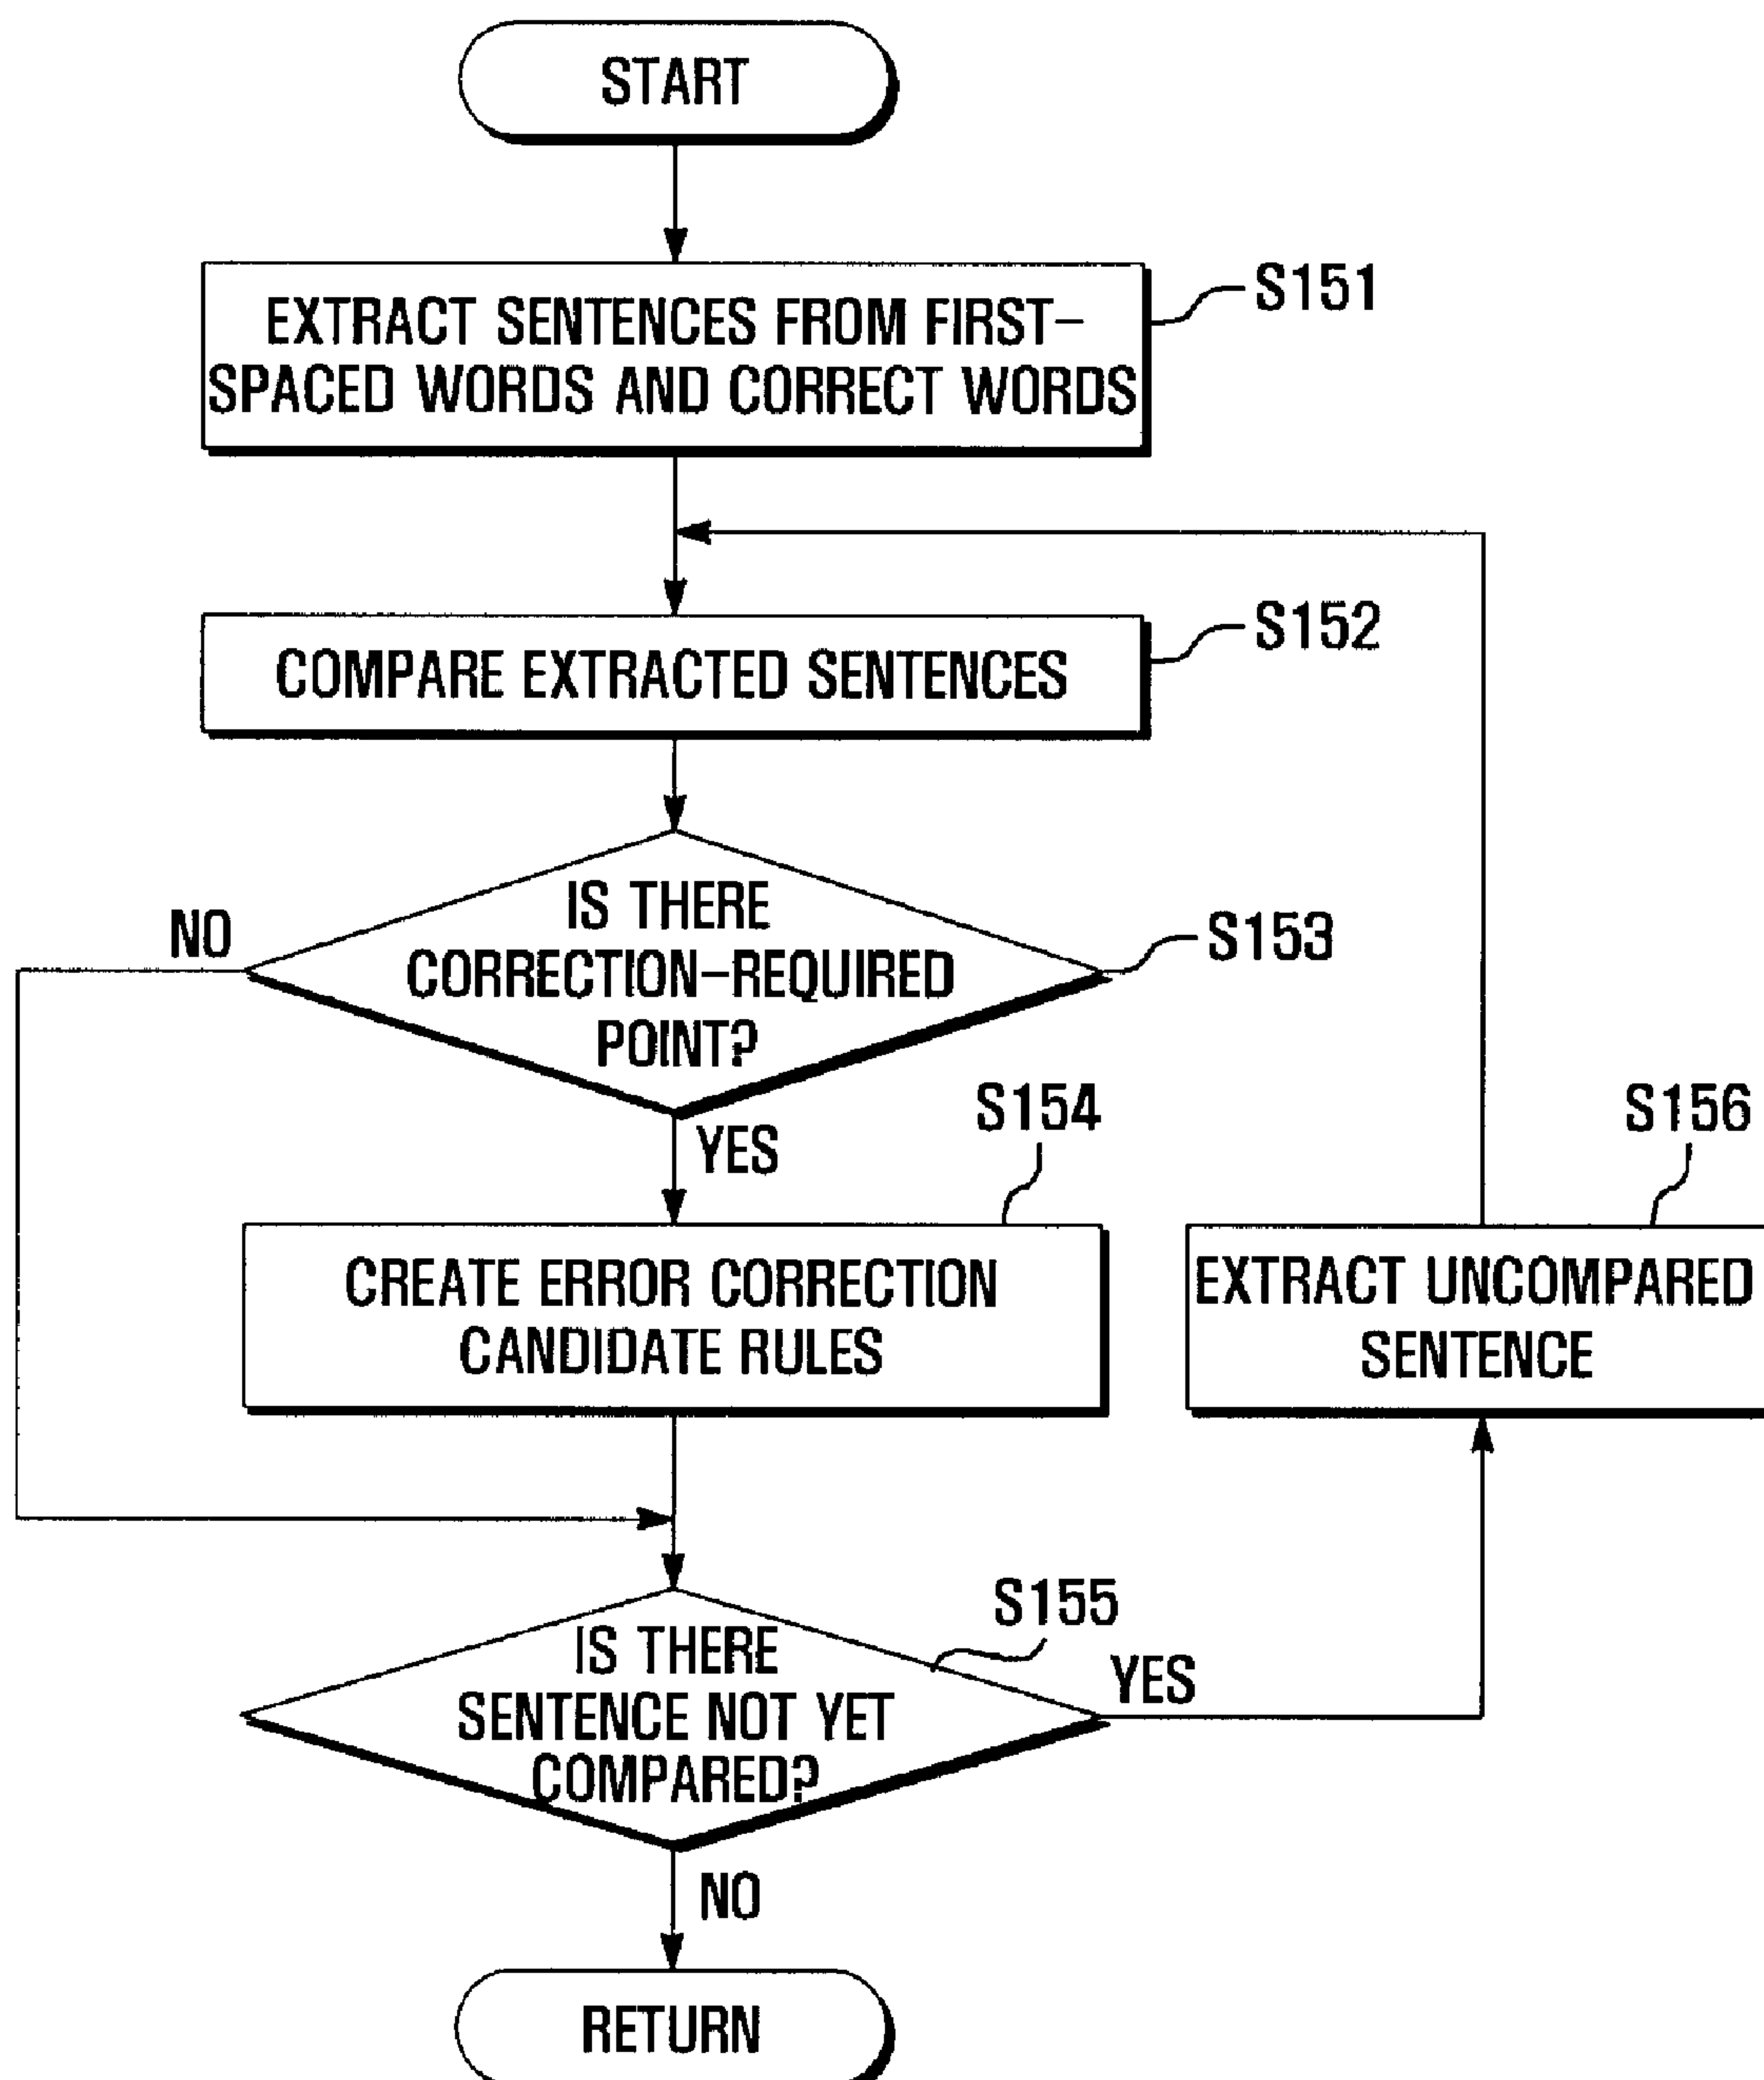 START
EXTRACT SENTENCES FROM FIRST–
SPACED WORDS AND CORRECT WORDS
S151
COMPARE EXTRACTED SENTENCES
S152
IS THERE
CORRECTION–REQUIRED
POINT?
NO
S153
YES
S154
S156
CREATE ERROR CORRECTION
CANDIDATE RULES
EXTRACT UNCOMPARED
SENTENCE
S155
IS THERE
SENTENCE NOT YET
COMPARED?
YES
NO
RETURN